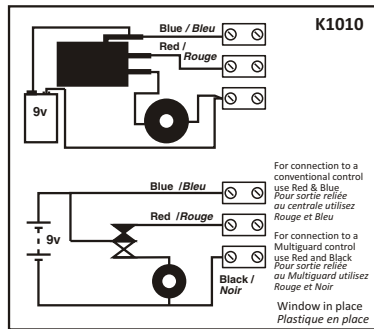 K1010
Blue / Bleu
Red /
Rouge
9v
For connection to a
conventional control
use Red & Blue
Pour sortie reliée
au centrale utilisez
Rouge et Bleu
Blue /Bleu
Red /Rouge
9v
For connection to a
Multiguard control
use Red and Black
Pour sortie reliée
au Multiguard utilisez
Rouge et Noir
Black /
Noir
Window in place
Plastique en place